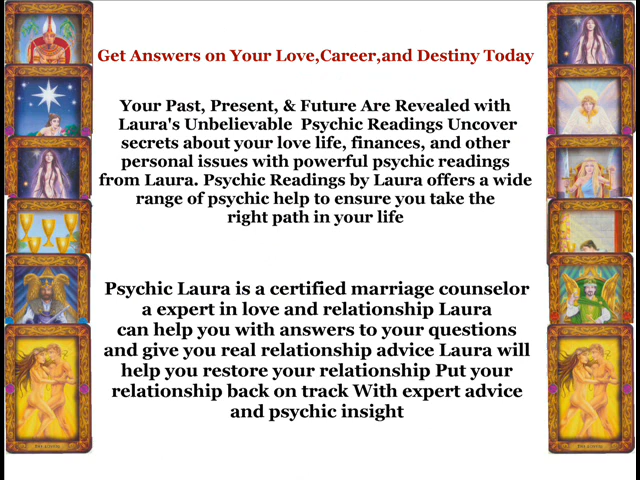 Get Answers on Your Love,Career,and Destiny Today
Your Past, Present, & Future Are Revealed with
Laura's Unbelievable  Psychic Readings Uncover
secrets about your love life, finances, and other
personal issues with powerful psychic readings
from Laura. Psychic Readings by Laura offers a wide
range of psychic help to ensure you take the
right path in your life
Psychic Laura is a certified marriage counselor
a expert in love and relationship Laura
can help you with answers to your questions
and give you real relationship advice Laura will
help you restore your relationship Put your
relationship back on track With expert advice
and psychic insight